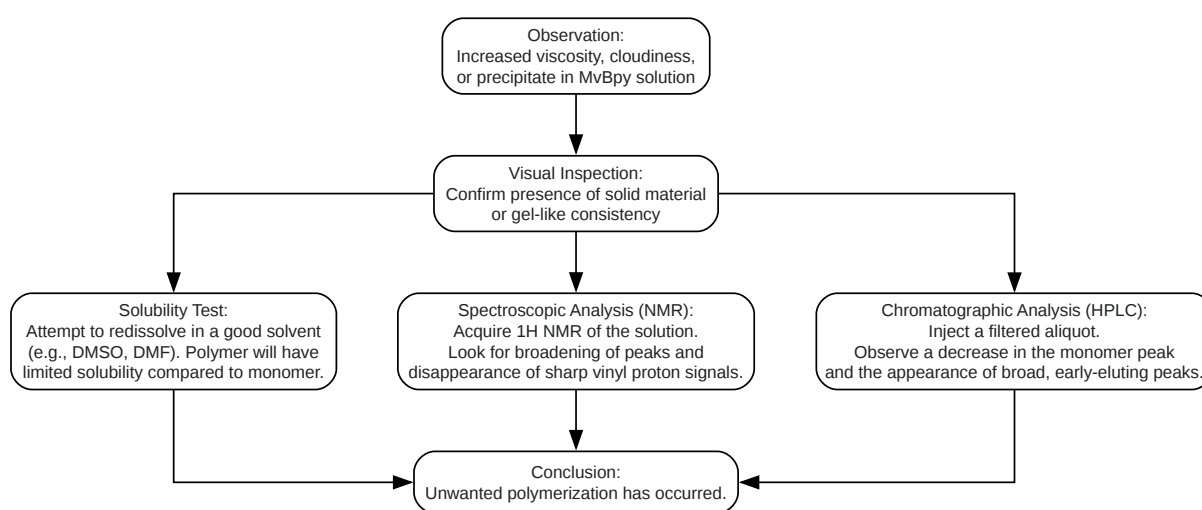 Observation:
Increased viscosity, cloudiness,
or precipitate in MvBpy solution
Visual Inspection:
Confirm presence of solid material
or gel-like consistency
Solubility Test:
Attempt to redissolve in a good solvent
(e.g., DMSO, DMF). Polymer will have
limited solubility compared to monomer.
Spectroscopic Analysis (NMR):
Acquire 1H NMR of the solution.
Look for broadening of peaks and
disappearance of sharp vinyl proton signals.
Chromatographic Analysis (HPLC):
Inject a filtered aliquot.
Observe a decrease in the monomer peak
and the appearance of broad, early-eluting peaks.
Conclusion:
Unwanted polymerization has occurred.